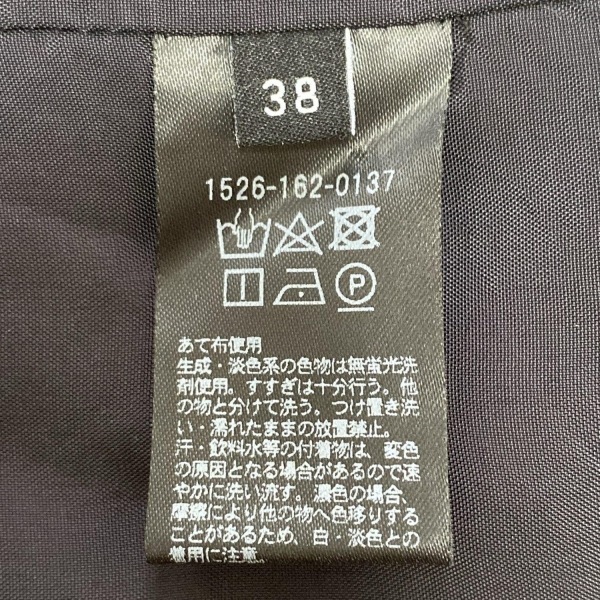 38
1526-162-0137
P
あて布使用
生成・淡色系の色物は無蛍光洗
剤使用。すすぎは十分行う。他
の物と分けて洗う。つけ置き洗
い・濡れたままの放置禁止。
汗・飲料水等の付着物は、変色
の原因となる場合があるので速
やかに洗い流す。濃色の場合、
摩擦により他の物へ色移りする
ことがあるため、白・淡色との
兼用に注意。